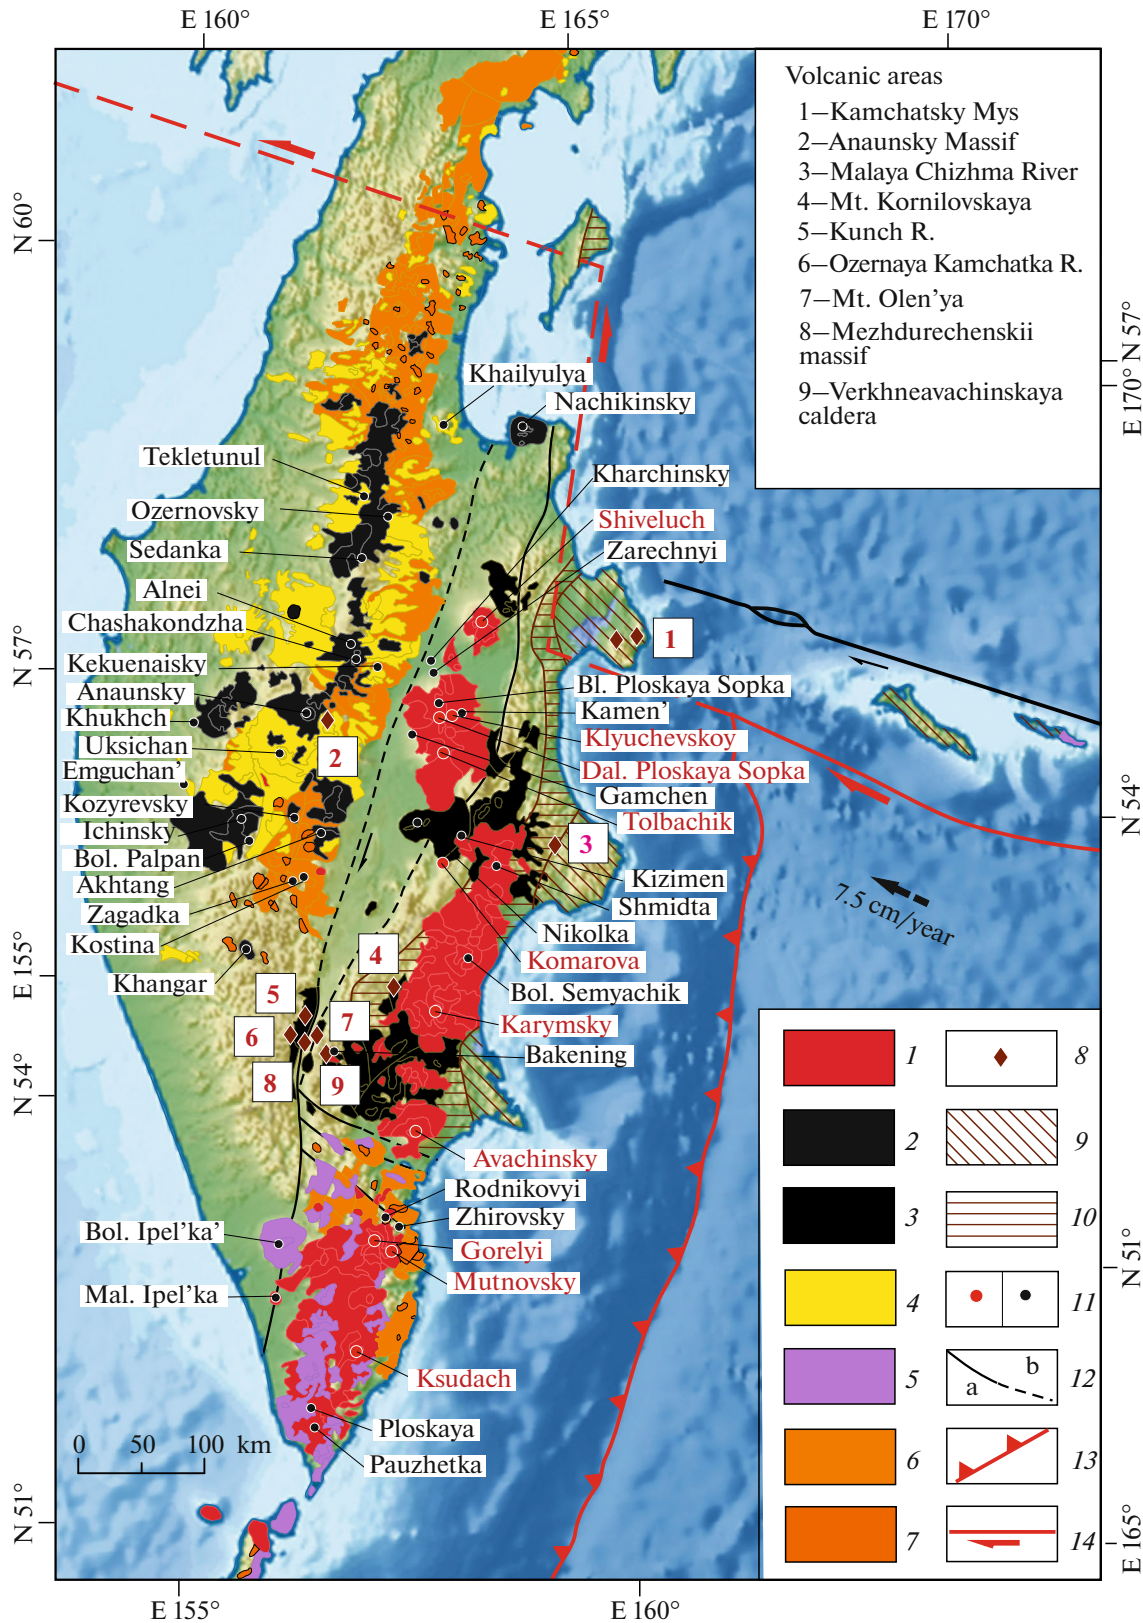 E 160°
E 165°
E 170°
Volcanic areas
1–Kamchatsky Mys
2–Anaunsky Massif
3–Malaya Chizhma River
4–Mt. Kornilovskaya
5–Kunch R.
6–Ozernaya Kamchatka R.
7–Mt. Olen'ya
8–Mezhdurechenskii
massif
9–Verkhneavachinskaya
caldera
N 60°
N 57°
E 170°
Khailyulya
Nachikinsky
Tekletunul
Kharchinsky
Ozernovsky
Shiveluch
Sedanka
Zarechnyi
Alnei
Chashakondzha
1
N 57°
Kekuenaisky
Bl. Ploskaya Sopka
Anaunsky
Kamen'
Khukhch
Klyuchevskoy
Uksichan
2
Emguchan'
Dal. Ploskaya Sopka
Kozyrevsky
Gamchen
N 54°
Ichinsky
Tolbachik
Bol. Palpan
3
Akhtang
Kizimen
7.5 cm/year
Zagadka
Shmidta
Kostina
Nikolka
4
Komarova
E 155°
Khangar
Bol. Semyachik
5
7
Karymsky
6
Bakening
8
9
N 54°
Avachinsky
Rodnikovyi
Zhirovsky
Bol. Ipel'ka'
Gorelyi
Mutnovsky
Mal. Ipel'ka
N 51°
Ksudach
Ploskaya
0 50 100 km
Pauzhetka
N 51°
1
8
2
9
3
10
4
11
5
a
b
12
6
13
7
14
E 165°
E 155°
E 160°